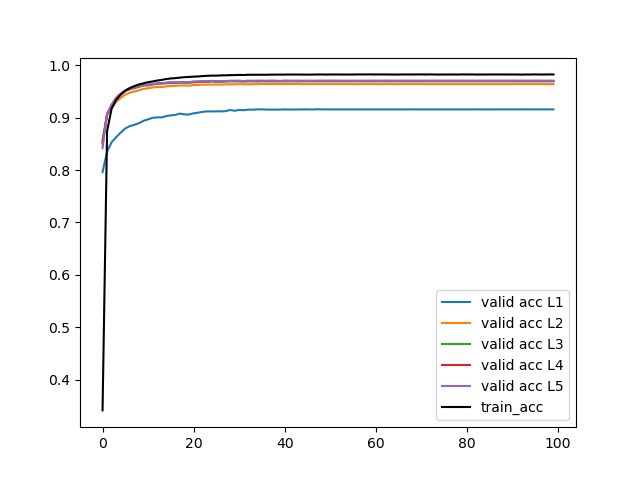 1.0
0.9
0.8
0.7
0.6
0.5
0.4
0 20 40 60 80 100
valid acc L1
valid acc L2
valid acc L3
valid acc L4
valid acc L5
train_acc